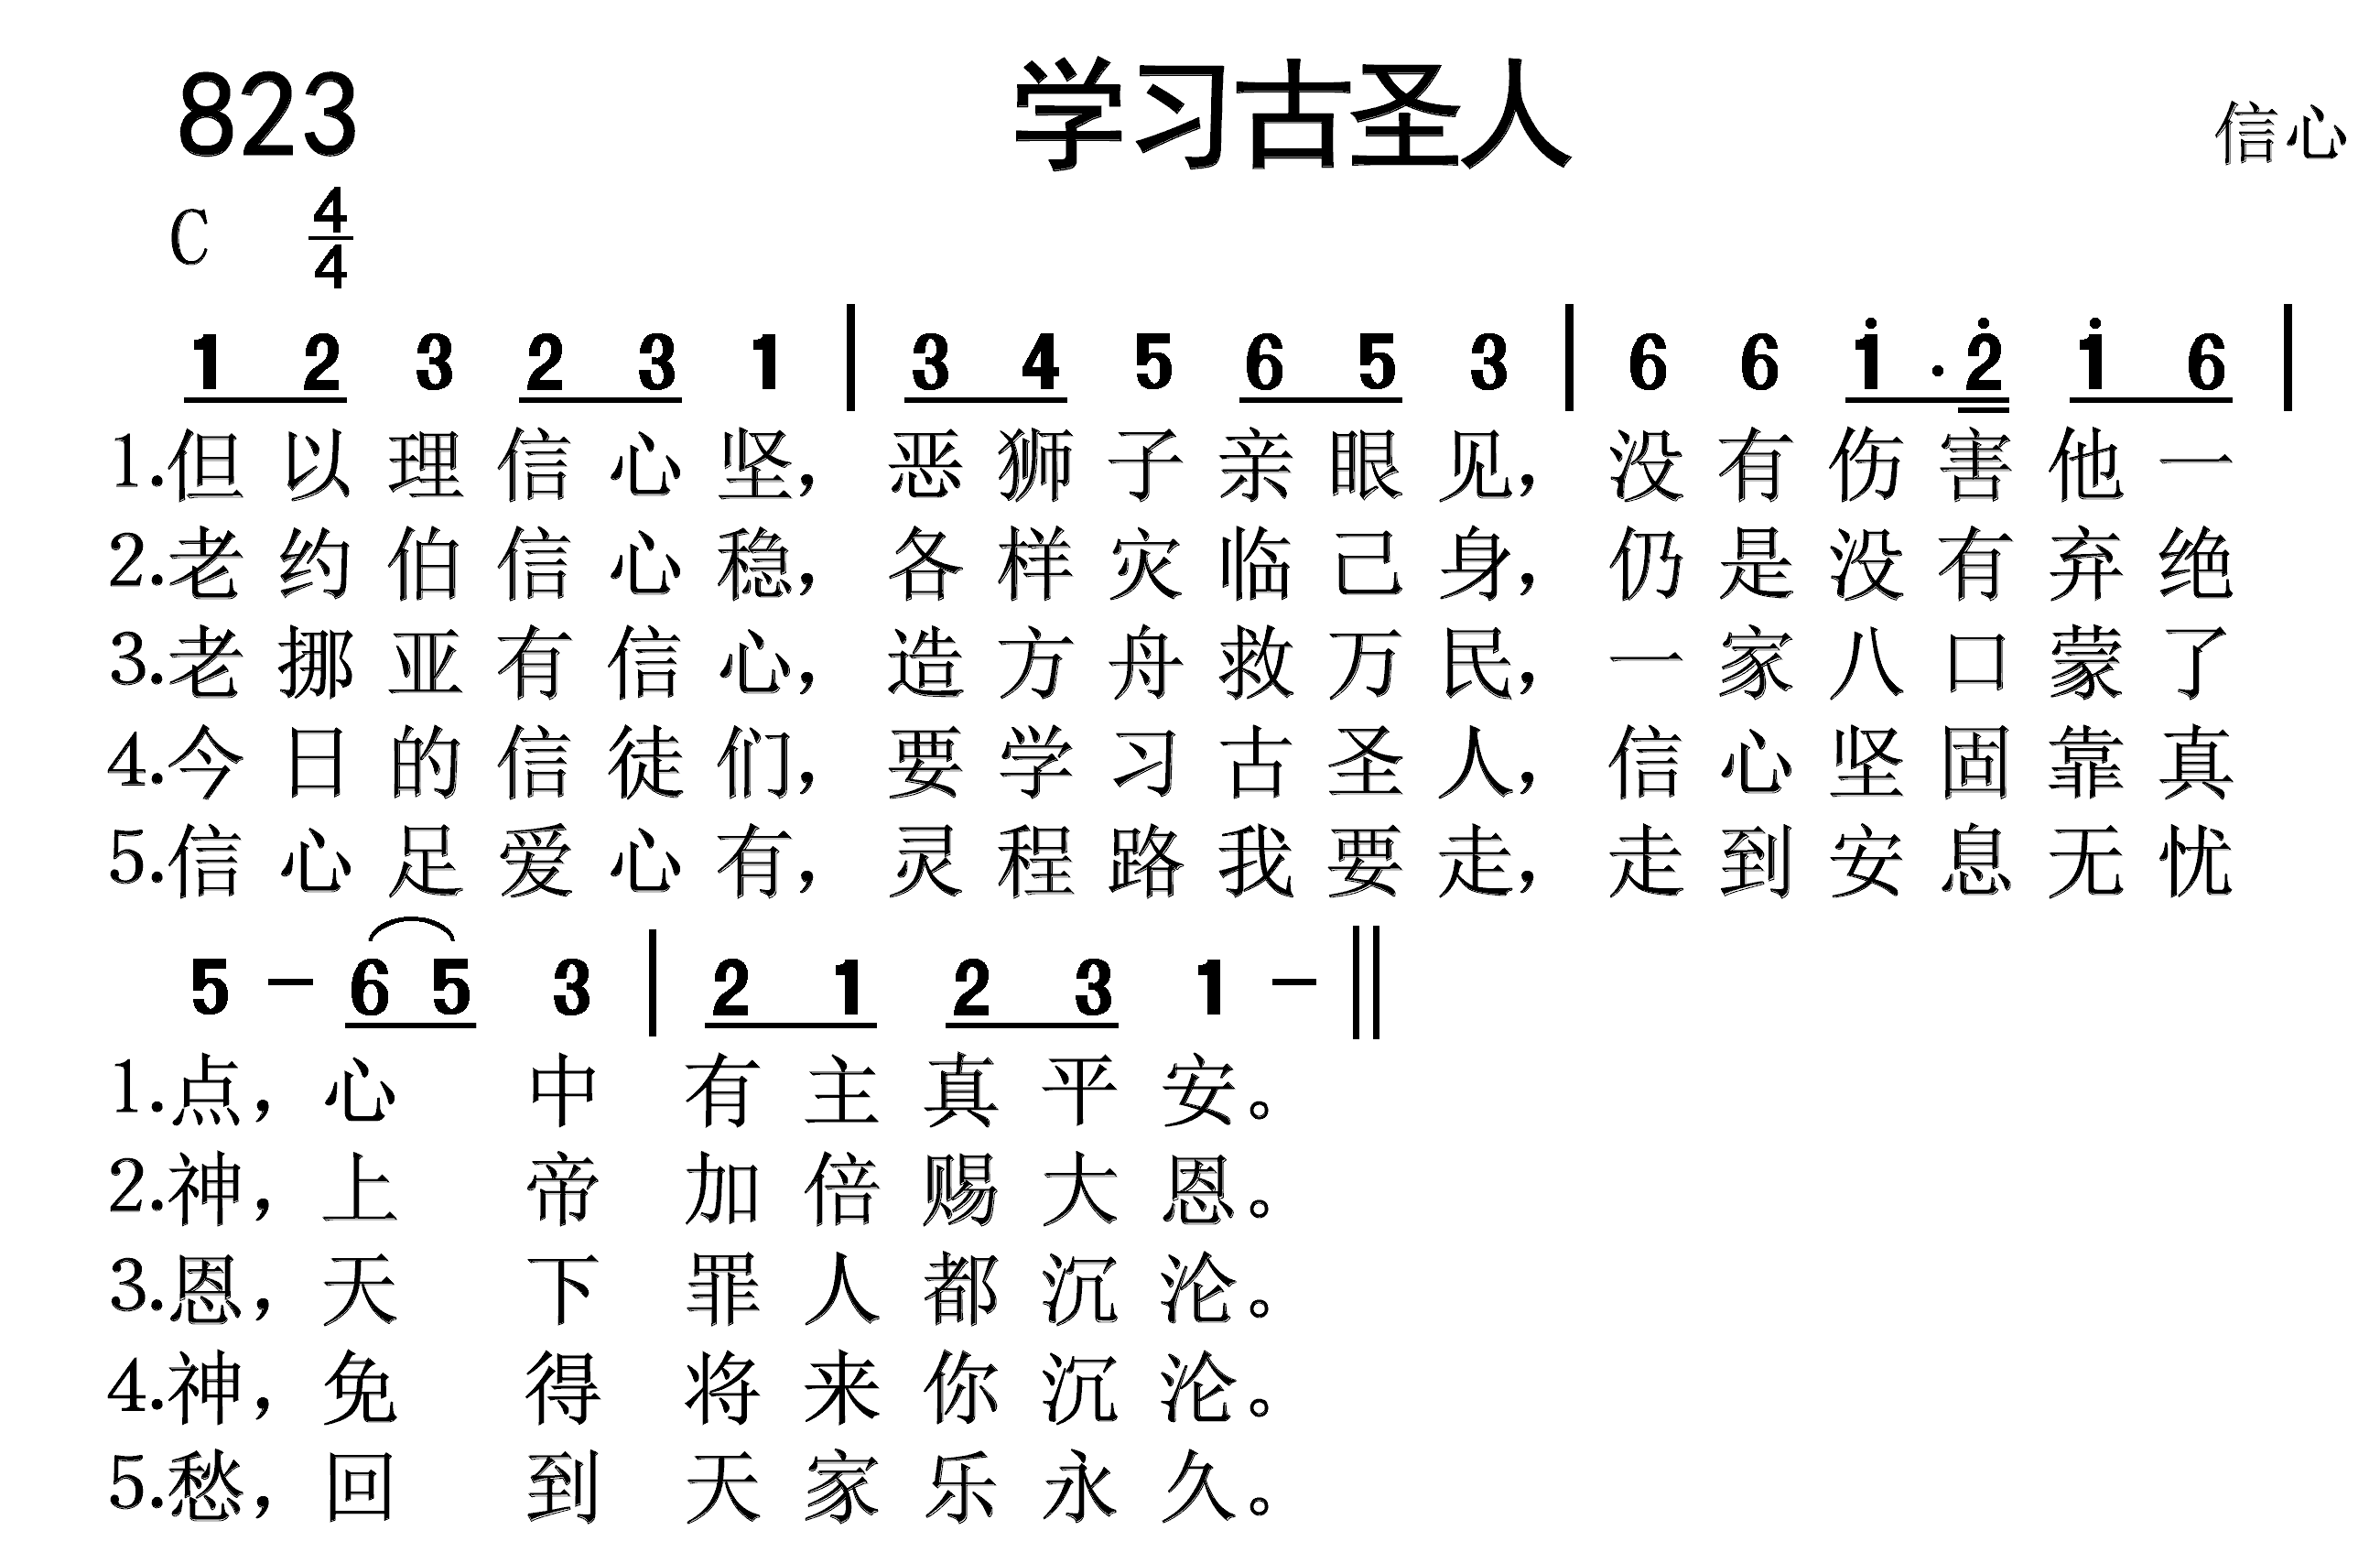 823 学习古圣人 信心
C 4/4
1 2 3 2 3 1 | 3 4 5 6 5 3 | 6 6 i · 2̇ i 6 |
1.但以理信心坚，恶狮子亲眼见，没有伤害他一
2.老约伯信心稳，各样灾临己身，仍是没有弃绝
3.老挪亚有信心，造方舟救万民，一家八口蒙了
4.今日的信徒们，要学习古圣人，信心坚固靠真
5.信心足爱心有，灵程路我要走，走到安息无忧
5 – 6 5 3 | 2 1 2 3 1 – ‖
1.点，心中有主真平安。
2.神，上帝加倍赐大恩。
3.恩，天下罪人都沉沦。
4.神，免得将来你沉沦。
5.愁，回到天家乐永久。